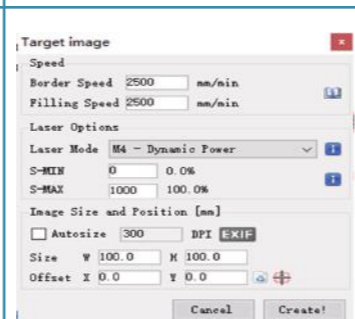 Target image
Speed
Border Speed 2500 mm/min
Filling Speed 2500 mm/min
Laser Options
Laser Mode M4 - Dynamic Power
S-MIN 0 0.0%
S-MAX 1000 100.0%
Image Size and Position [mm]
Autosize 300 DPI EXIF
Size W 100.0 H 100.0
Offset X 0.0 Y 0.0
Cancel Create!